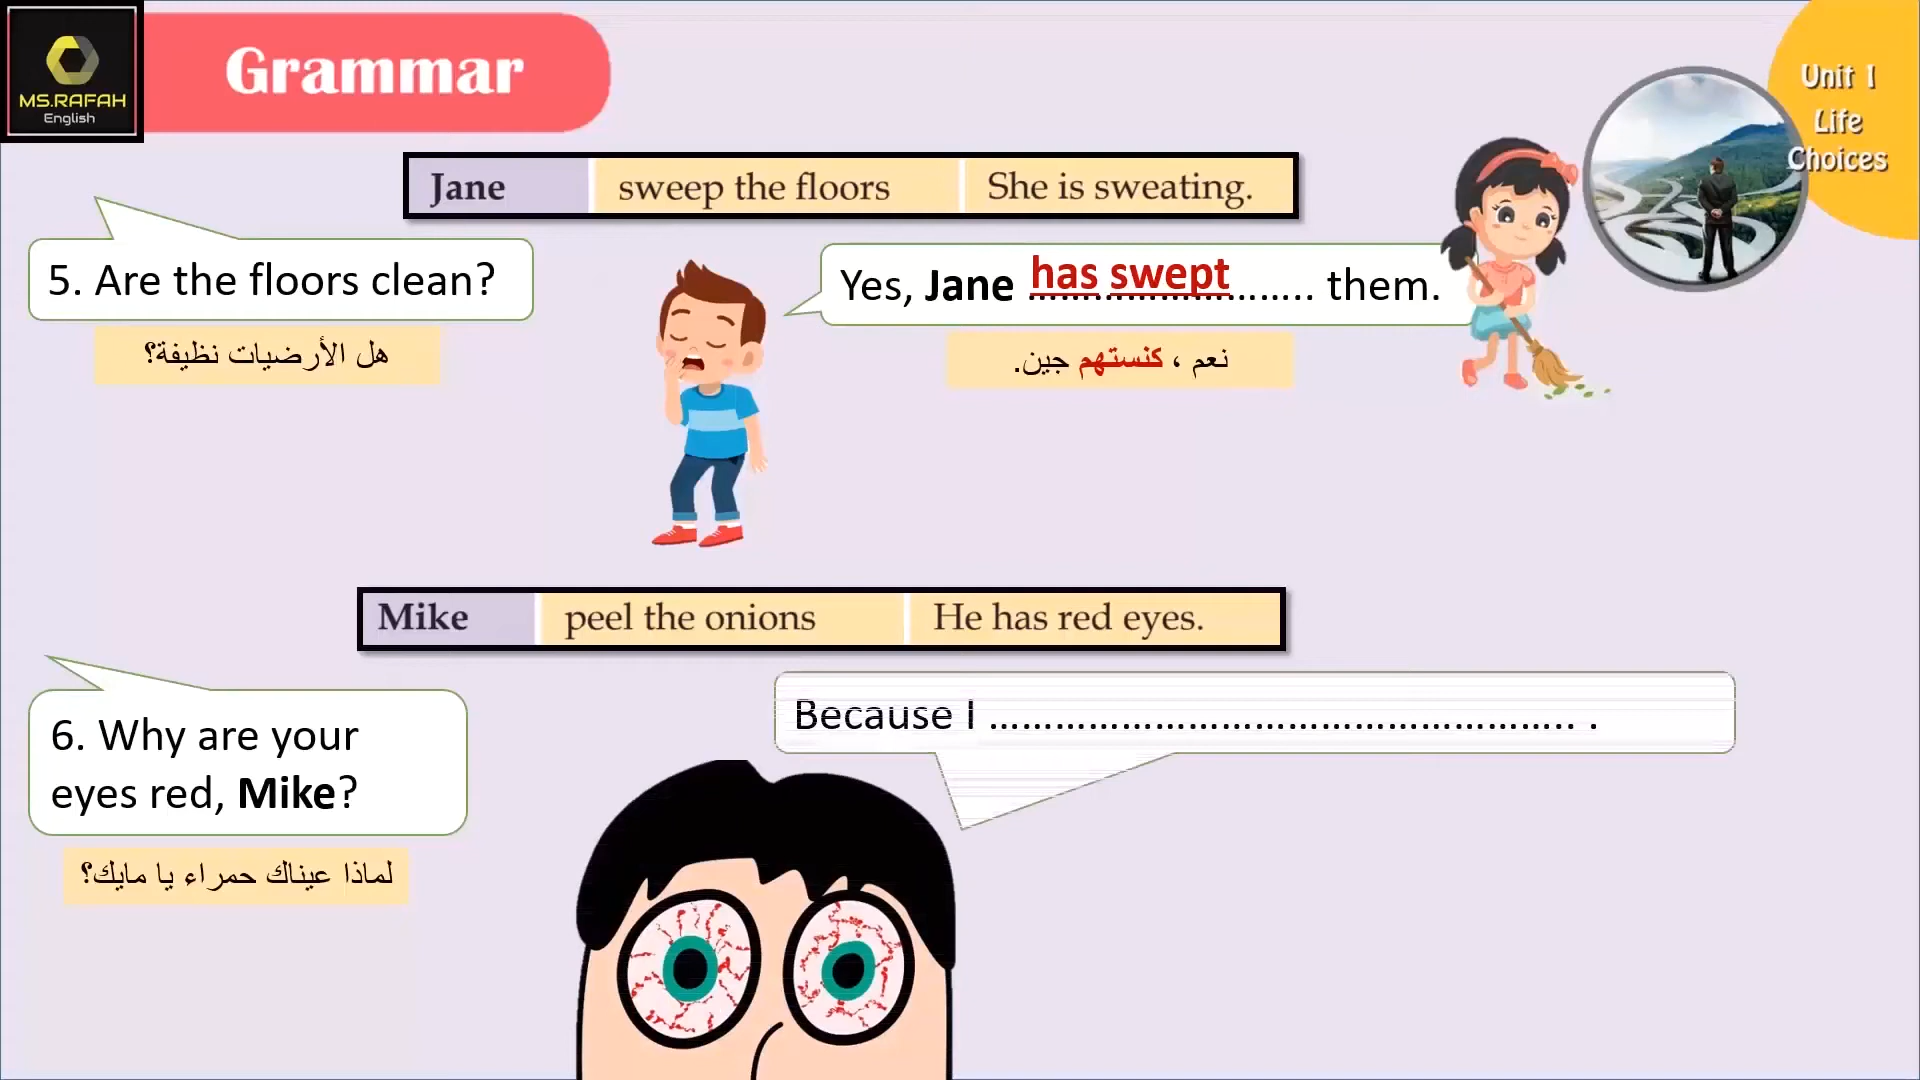 MS.RAFAH
English
Grammar
Unit 1
Life
Choices
Jane sweep the floors She is sweating.
5. Are the floors clean?
Yes, Jane has swept ........................... them.
هل الأرضيات نظيفة؟
نعم ، كنستهم جين.
Mike peel the onions He has red eyes.
6. Why are your
eyes red, Mike?
Because I …………………………………………….. .
لماذا عيناك حمراء يا مايك؟